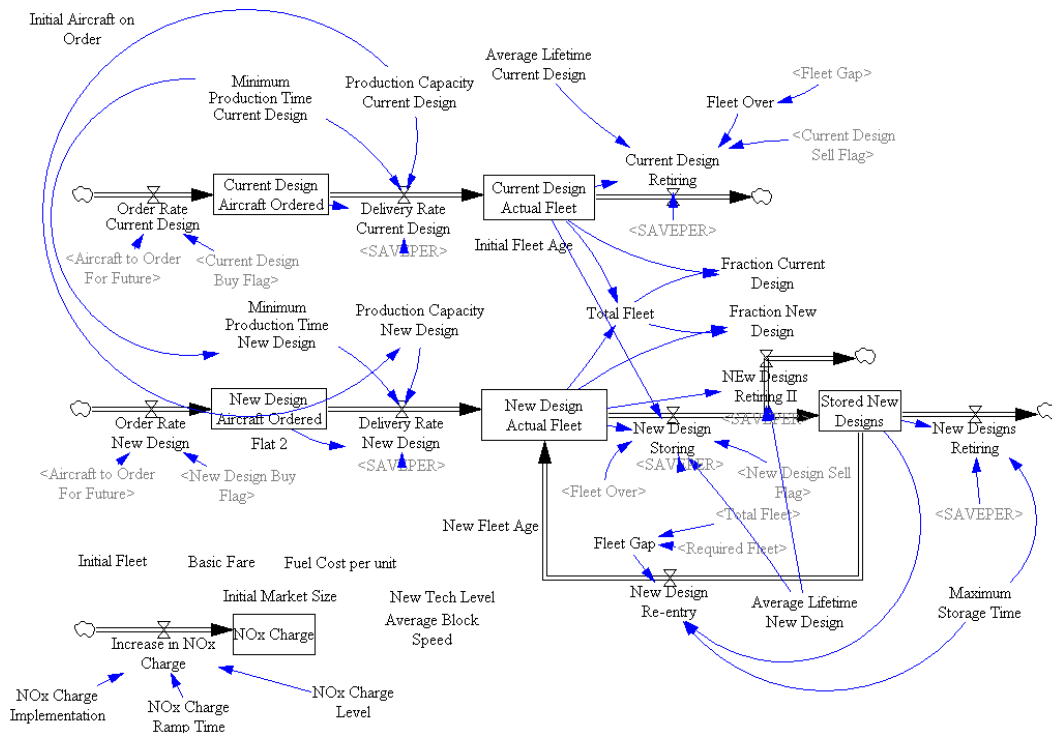 Initial Aircraft on
Order
Minimum
Production Time
Current Design
Production Capacity
Current Design
Average Lifetime
Current Design
<Fleet Gap>
Fleet Over
<Current Design
Sell Flag>
Current Design
Retiring
<SAVEPER>
Order Rate
Current Design
Current Design
Aircraft Ordered
Delivery Rate
Current Design
<SAVEPER>
Current Design
Actual Fleet
Initial Fleet Age
<Aircraft to Order
For Future>
<Current Design
Buy Flag>
Fraction Current
Design
Minimum
Production Time
New Design
Production Capacity
New Design
Total Fleet
Fraction New
Design
NEw Designs
Retiring II
<SAVEPER>
Order Rate
New Design
New Design
Aircraft Ordered
Flat 2
Delivery Rate
New Design
<SAVEPER>
New Design
Actual Fleet
New Design
Storing
<SAVEPER>
Stored New
Designs
New Designs
Retiring
<SAVEPER>
<Aircraft to Order
For Future>
<New Design Buy
Flag>
<Fleet Over>
<New Design Sell
Flag>
<Total Fleet>
New Fleet Age
Fleet Gap
<Required Fleet>
New Design
Re-entry
Average Lifetime
New Design
Maximum
Storage Time
Initial Fleet
Basic Fare
Fuel Cost per unit
Initial Market Size
New Tech Level
Average Block
Speed
Increase in NOx
Charge
NOx Charge
NOx Charge
Implementation
NOx Charge
Ramp Time
NOx Charge
Level